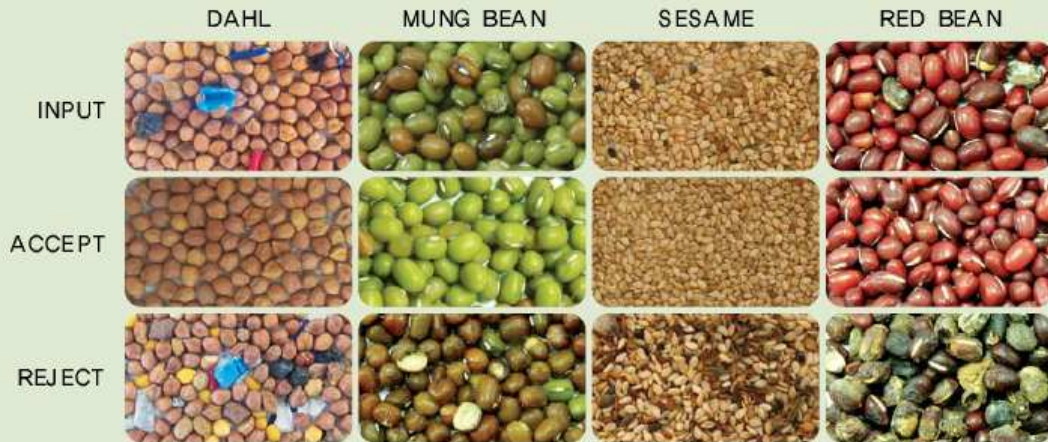 DAHL MUNG BEAN SESAME RED BEAN
INPUT
ACCEPT
REJECT